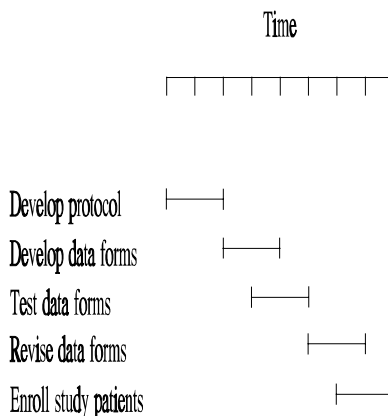 Time
Develop protocol
Develop data forms
Test data forms
Revise data forms
Enroll study patients